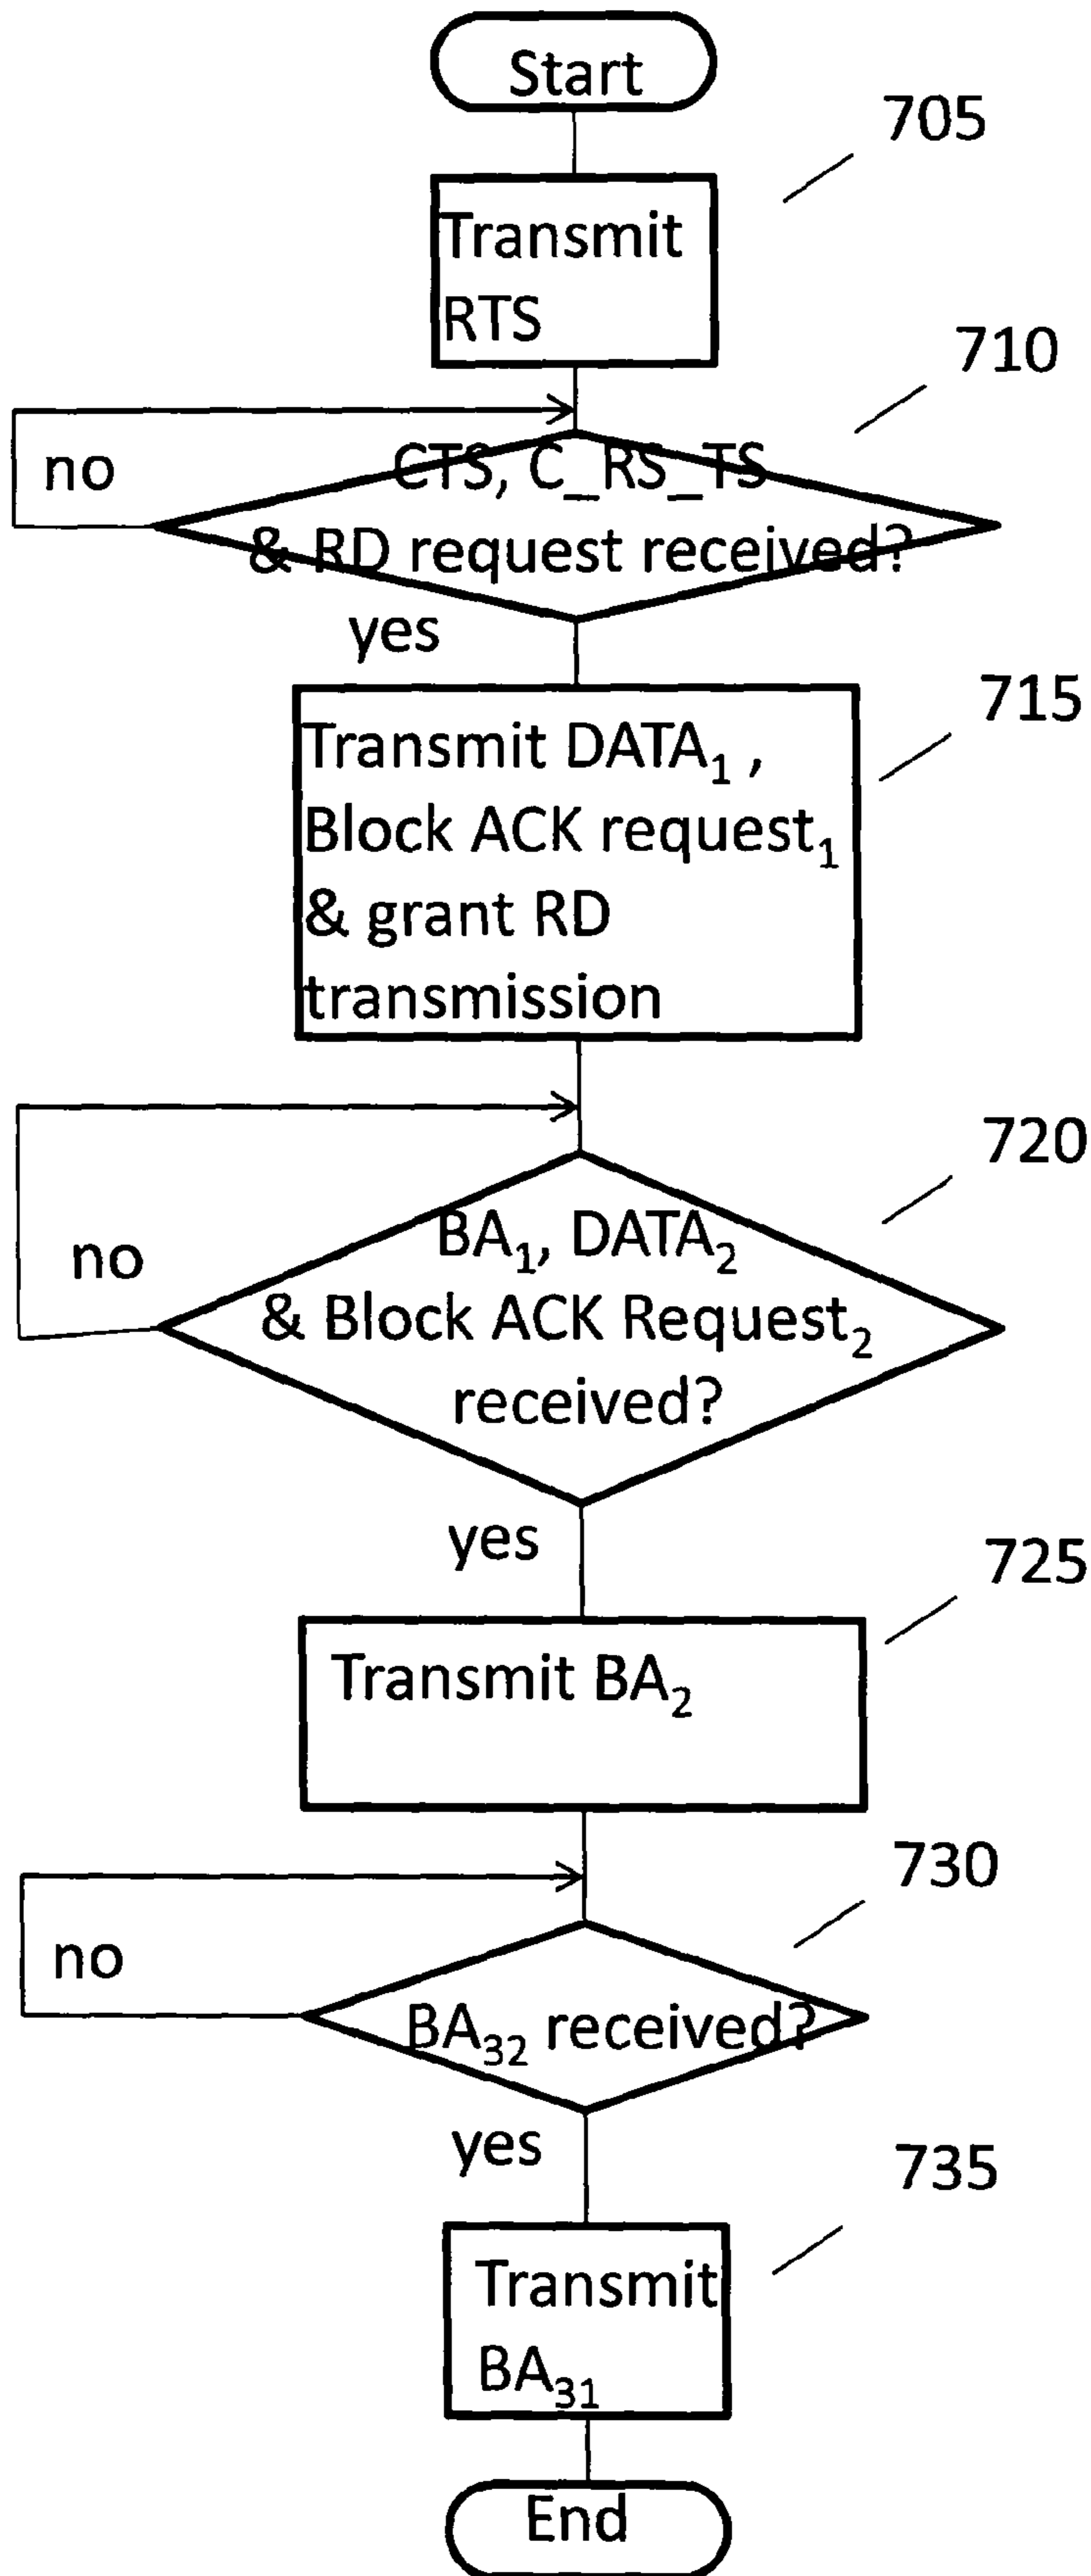 Start
705
Transmit
RTS
710
no
CTS, C_RS_TS
& RD request received?
yes
715
Transmit DATA₁ ,
Block ACK request₁
& grant RD
transmission
720
no
BA₁, DATA₂
& Block ACK Request₂
received?
yes
725
Transmit BA₂
730
no
BA₃₂ received?
yes
735
Transmit
BA₃₁
End